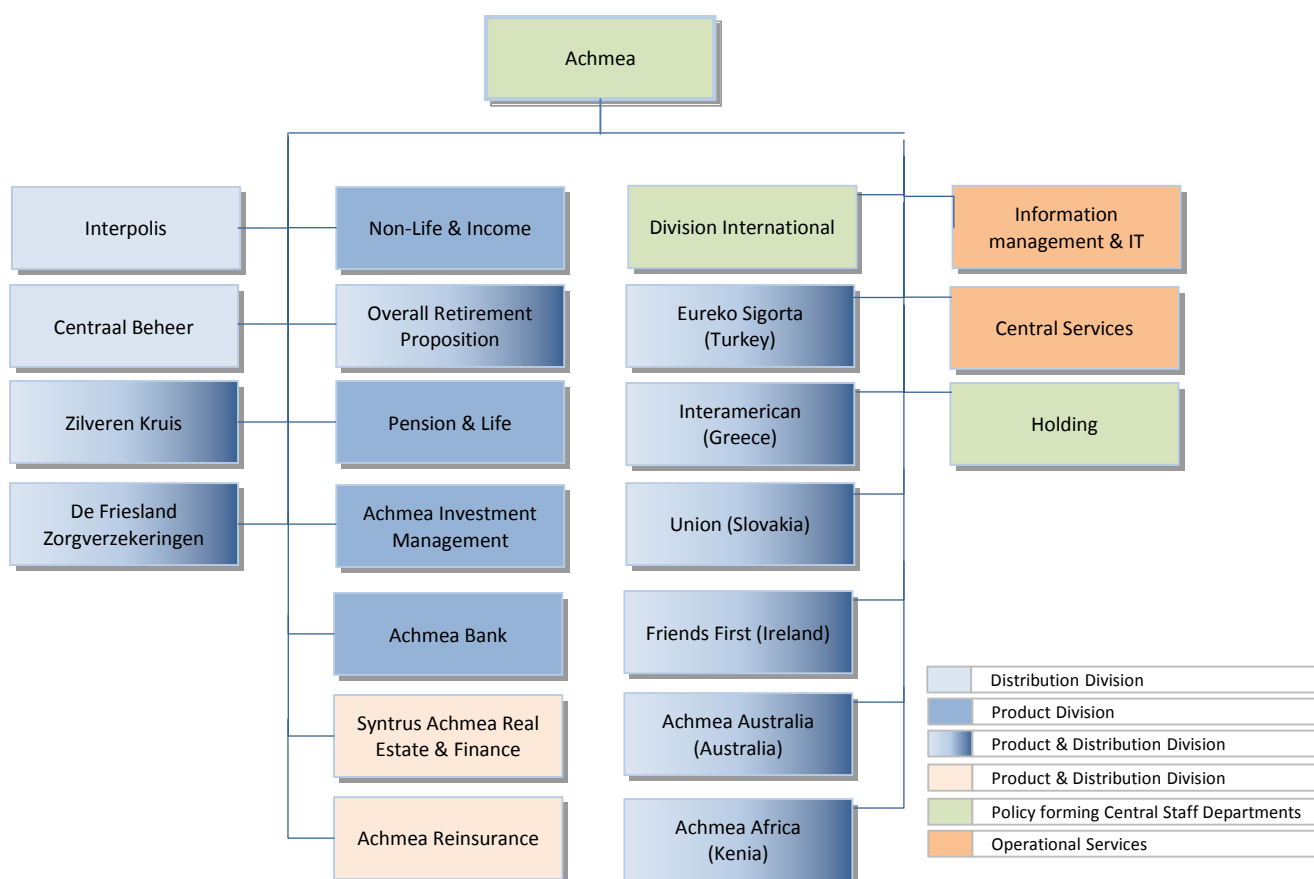 Achmea
Interpolis
Centraal Beheer
Zilveren Kruis
De Friesland
Zorgverzekeringen
Non-Life & Income
Overall Retirement
Proposition
Pension & Life
Achmea Investment
Management
Achmea Bank
Syntrus Achmea Real
Estate & Finance
Achmea Reinsurance
Division International
Eureko Sigorta
(Turkey)
Interamerican
(Greece)
Union (Slovakia)
Friends First (Ireland)
Achmea Australia
(Australia)
Achmea Africa
(Kenia)
Information
management & IT
Central Services
Holding
Distribution Division
Product Division
Product & Distribution Division
Product & Distribution Division
Policy forming Central Staff Departments
Operational Services